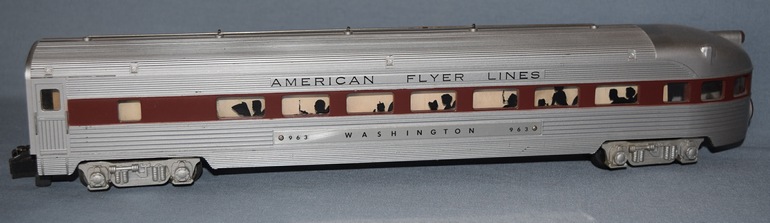 AMERICAN FLYER LINES
963 WASHINGTON 963